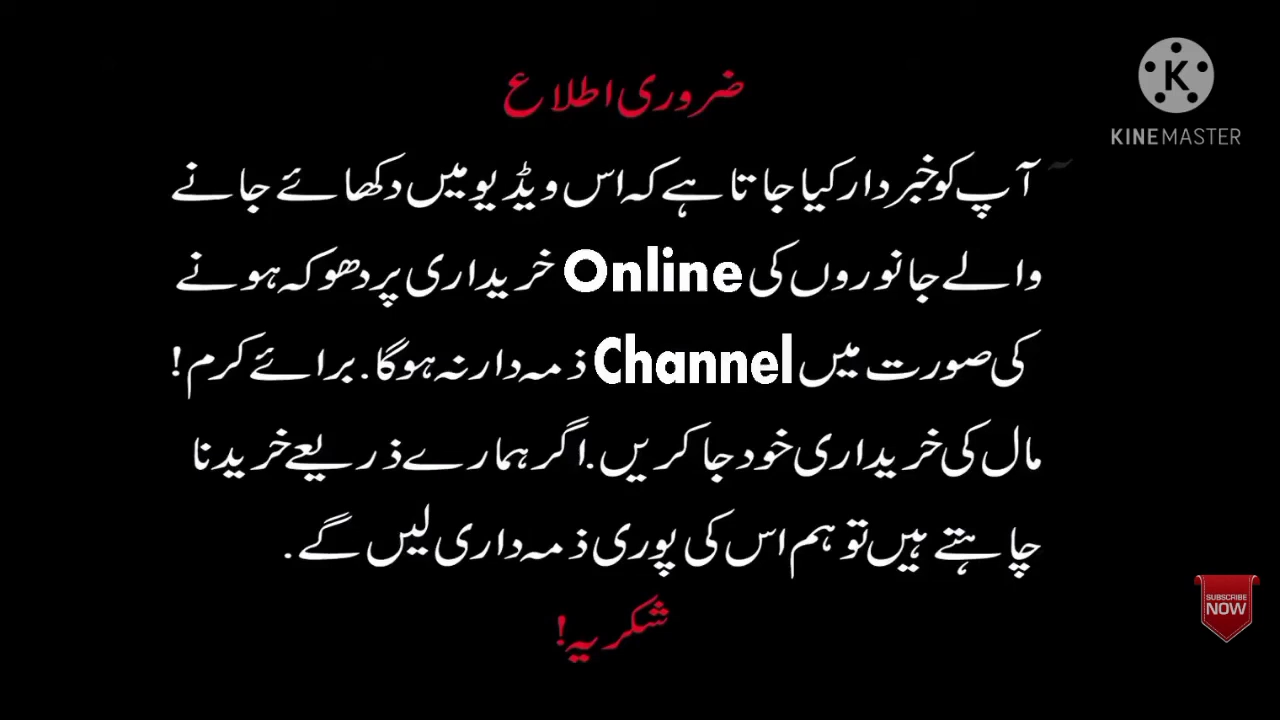 ضروری اطلاع
آپ کو خبردار کیا جاتا ہے کہ اس ویڈیو میں دکھائے جانے
والے جانوروں کی Online خریداری پر دھوکہ ہونے
کی صورت میں Channel ذمہ دار نہ ہوگا. برائے کرم!
مال کی خریداری خود جا کریں. اگر ہمارے ذریعے خریدنا
چاہتے ہیں تو ہم اس کی پوری ذمہ داری لیں گے.
شکریہ!
K
KINEMASTER
SUBSCRIBE
NOW